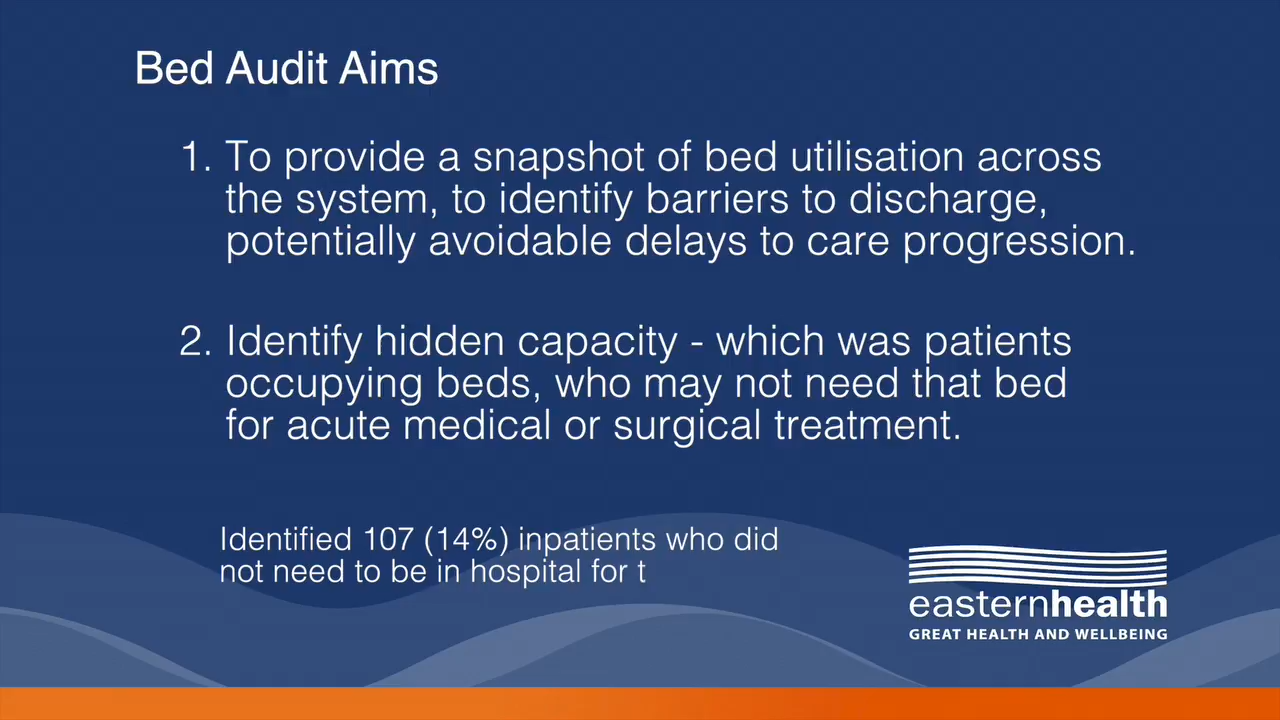 Bed Audit Aims
1. To provide a snapshot of bed utilisation across
the system, to identify barriers to discharge,
potentially avoidable delays to care progression.
2. Identify hidden capacity - which was patients
occupying beds, who may not need that bed
for acute medical or surgical treatment.
Identified 107 (14%) inpatients who did
not need to be in hospital for t
easternhealth
GREAT HEALTH AND WELLBEING